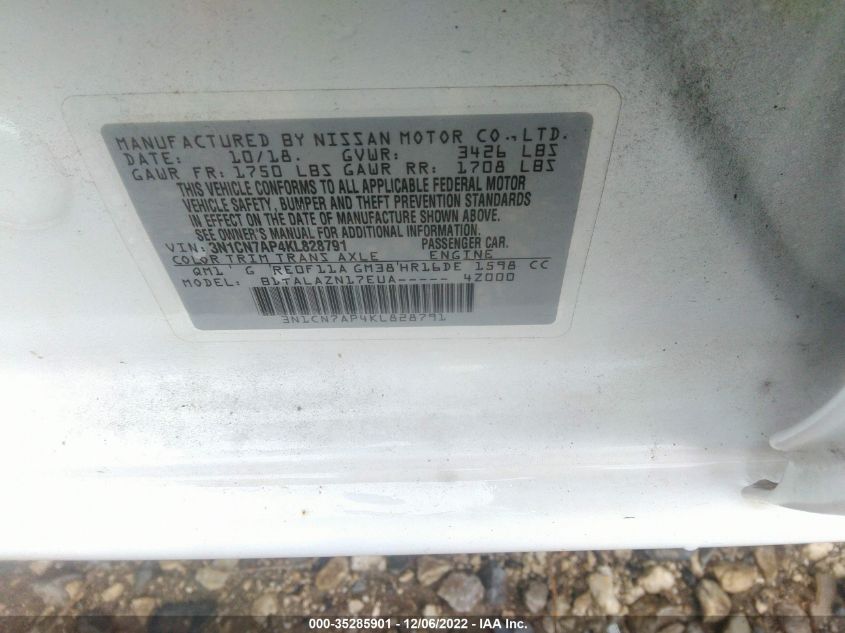 MANUFACTURED BY NISSAN MOTOR CO.,LTD.
DATE: 10/18. GVWR: 3426 LBS
GAWR FR: 1750 LBS GAWR RR: 1708 LBS
THIS VEHICLE CONFORMS TO ALL APPLICABLE FEDERAL MOTOR
VEHICLE SAFETY, BUMPER AND THEFT PREVENTION STANDARDS
IN EFFECT ON THE DATE OF MANUFACTURE SHOWN ABOVE.
SEE OWNER'S MANUAL FOR ADDITIONAL INFORMATION.
VIN: 3N1CN7AP4KL828791 PASSENGER CAR.
COLOR TRIM TRANS AXLE ENGINE
QM1' G 'RE0F11A GM38'HR16DE 1598 CC
MODEL: BLTALAZN17EUA----- 4Z000
3N1CN7AP4KL828791
000-35285901 - 12/06/2022 - IAA Inc.